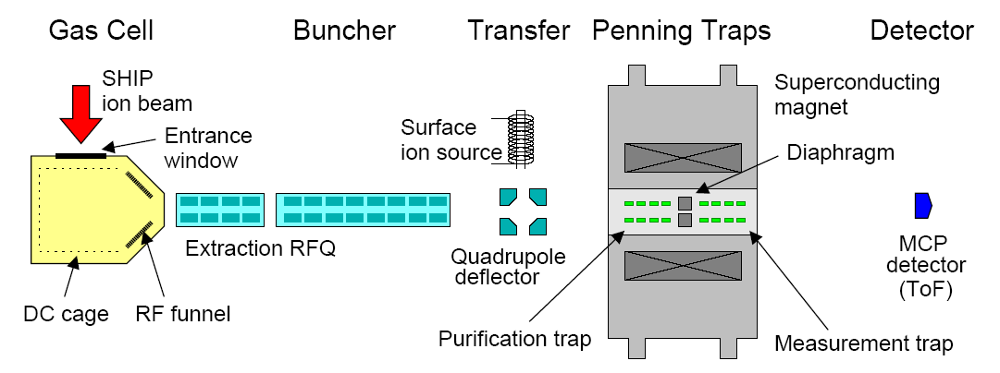 Gas Cell
Buncher
Transfer
Penning Traps
Detector
SHIP
ion beam
Entrance
window
Surface
ion source
Superconducting
magnet
Diaphragm
Extraction RFQ
Quadrupole
deflector
MCP
detector
(ToF)
DC cage
RF funnel
Purification trap
Measurement trap